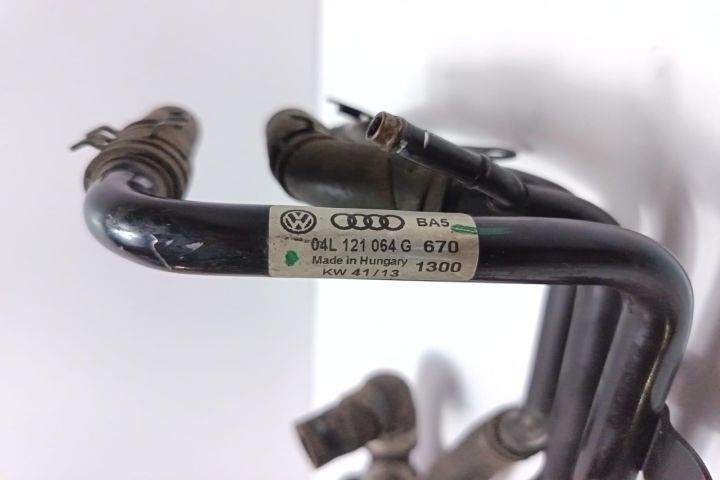 BA5
04L 121 064 G 670
Made in Hungary
KW 41/13 1300